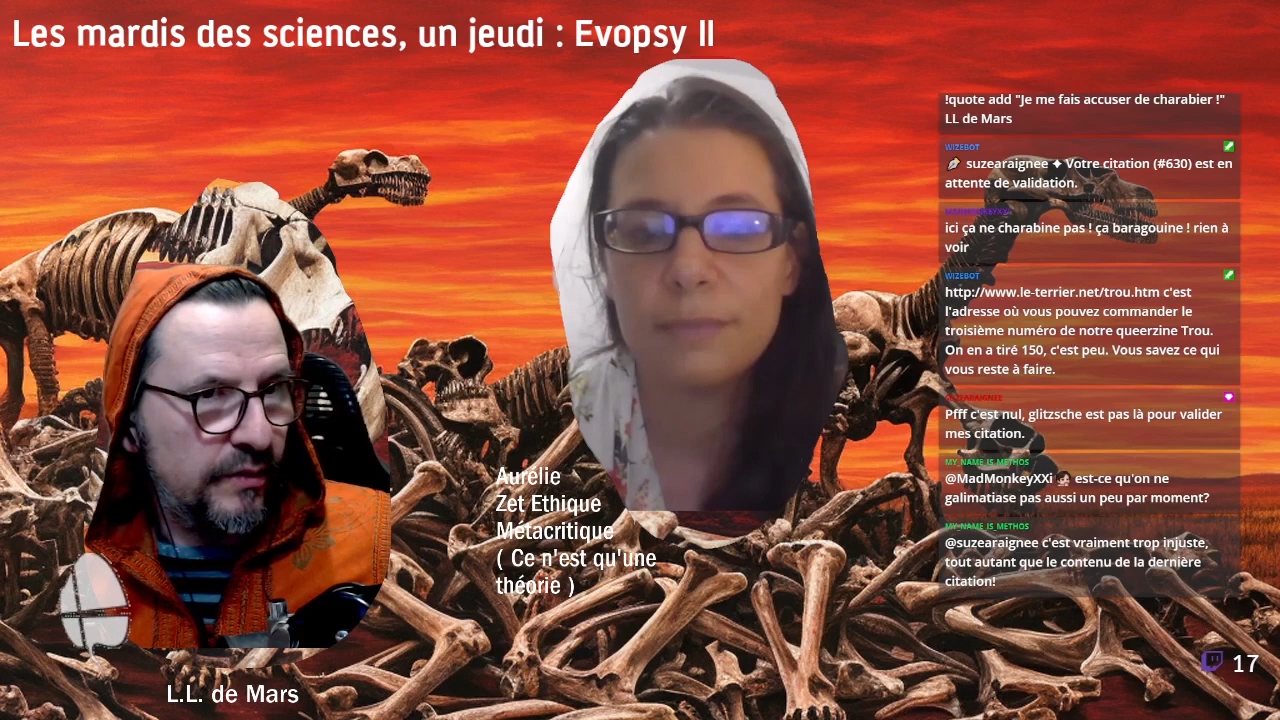 Les mardis des sciences, un jeudi : Evopsy II
!quote add "Je me fais accuser de charabier !"
LL de Mars
WIZEBOT
suzearaignee ✦ Votre citation (#630) est en
attente de validation.
ici ça ne charabine pas ! ça baragouine ! rien à
voir
WIZEBOT
http://www.le-terrier.net/trou.htm c'est
l'adresse où vous pouvez commander le
troisième numéro de notre queerzine Trou.
On en a tiré 150, c'est peu. Vous savez ce qui
vous reste à faire.
SUZEARAIGNEE
Pfff c'est nul, glitzsche est pas là pour valider
mes citation.
MY_NAME_IS_METHOS
@MadMonkeyXXi est-ce qu'on ne
galimatiase pas aussi un peu par moment?
MY_NAME_IS_METHOS
@suzearaignee c'est vraiment trop injuste,
tout autant que le contenu de la dernière
citation!
Aurélie
Zet Ethique
Métacritique
( Ce n'est qu'une
théorie )
17
L.L. de Mars